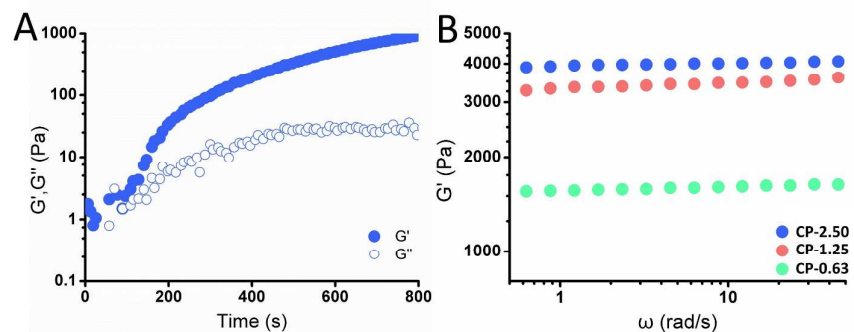 A
1000
100
10
1
0.1
G',G'' (Pa)
G'
G''
0
200
400
600
800
Time (s)
B
4000
3000
2000
1000
G' (Pa)
CP-2.50
CP-1.25
CP-0.63
1
10
ω (rad/s)